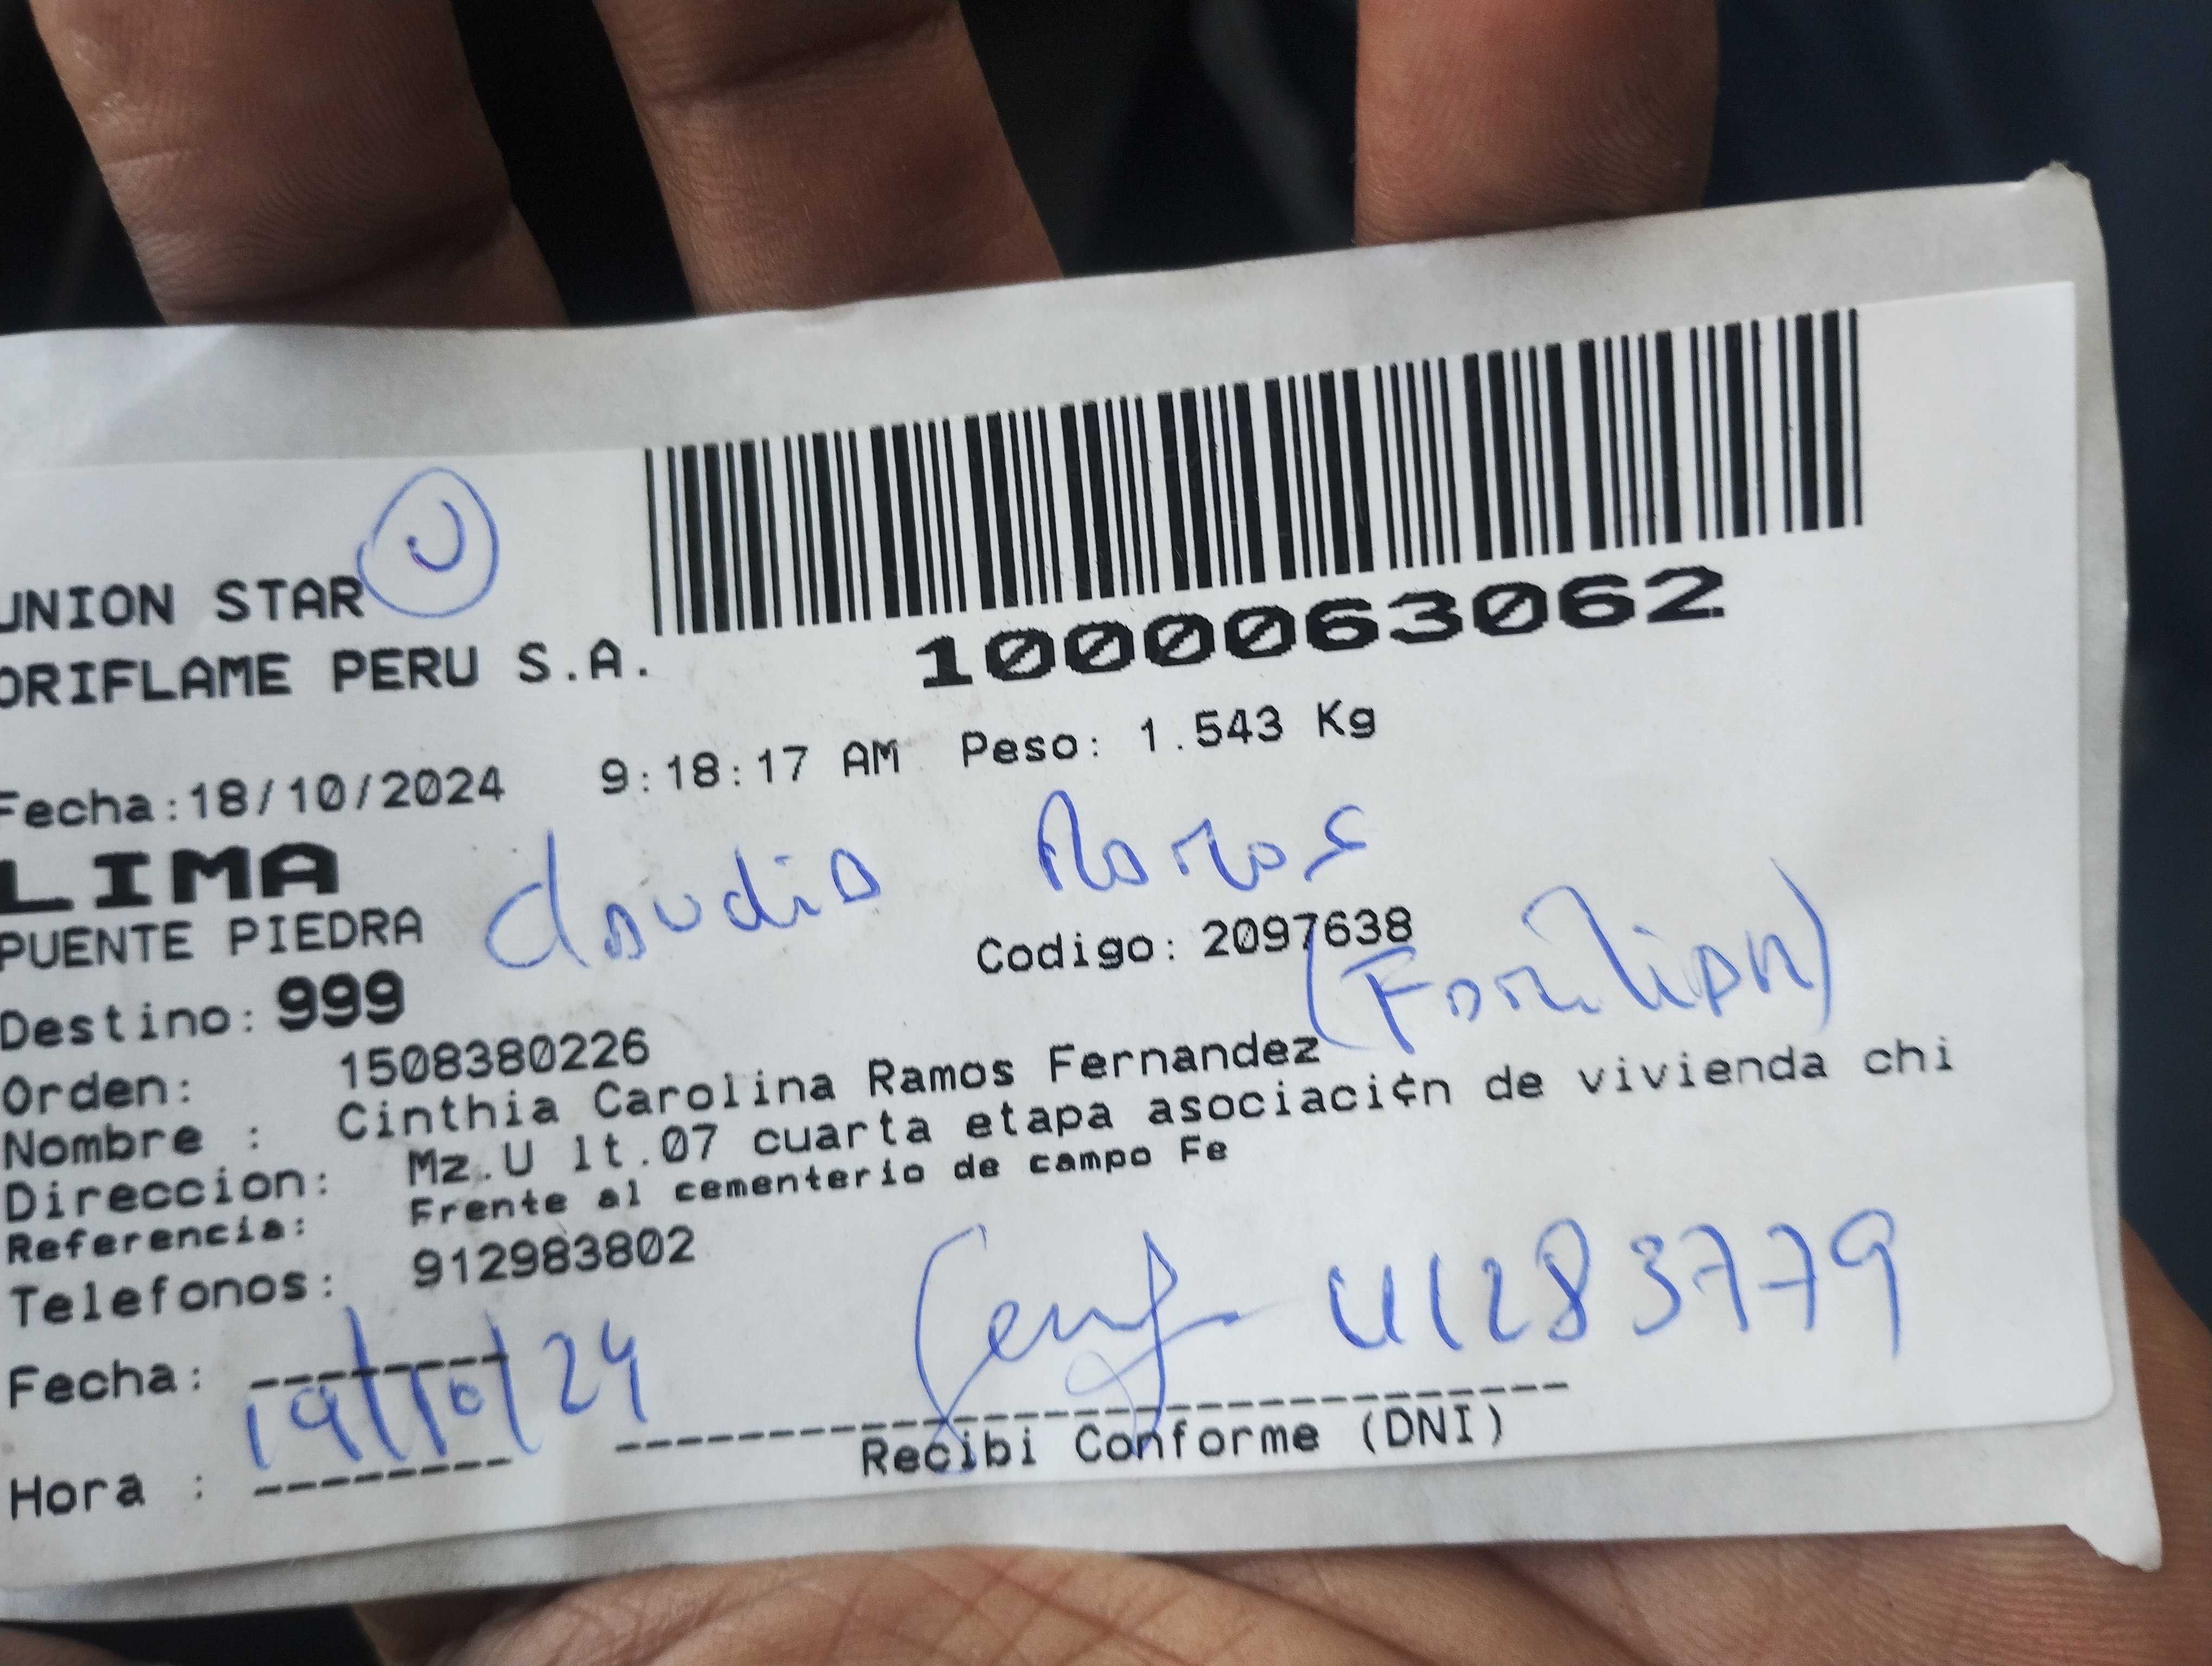 UNION STAR
ORIFLAME PERU S.A.
1000063062
Fecha:18/10/2024 9:18:17 AM Peso: 1.543 Kg
LIMA
Claudia Ramos
PUENTE PIEDRA
Codigo: 2097638
(Familiar)
Destino: 999
Orden: 1508380226
Nombre : Cinthia Carolina Ramos Fernandez
Direccion: Mz.U lt.07 cuarta etapa asociaci¢n de vivienda chi
Referencia: Frente al cementerio de campo Fe
Telefonos: 912983802
41283779
Fecha: 19/10/24
Recibi Conforme (DNI)
Hora :